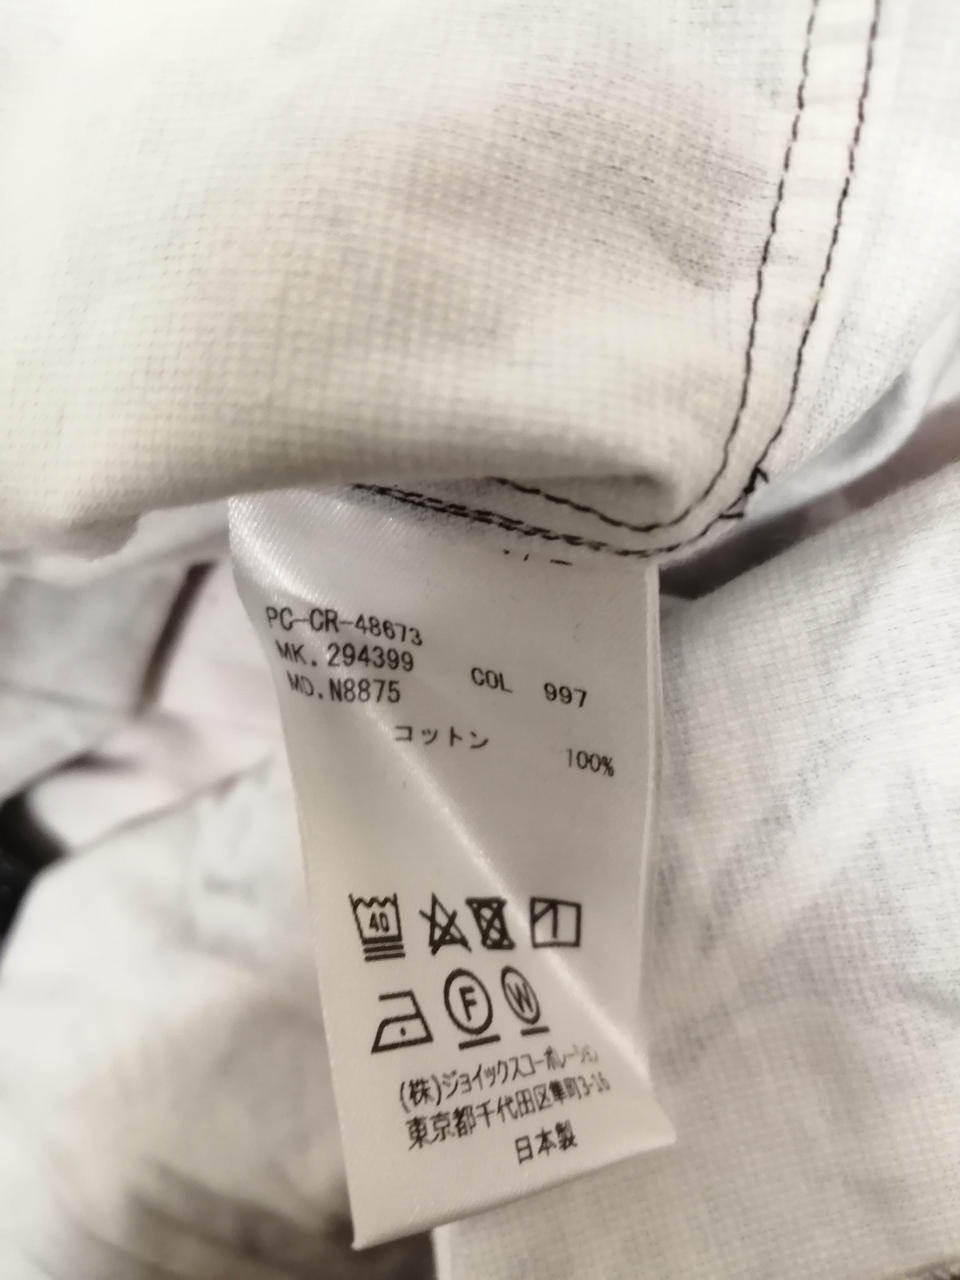 PC-CR-48673
MK. 294399 COL 997
MD. N8875
コットン 100%
40
F W
(株)ジョイックスコーポレーション
東京都千代田区隼町3-16
日本製